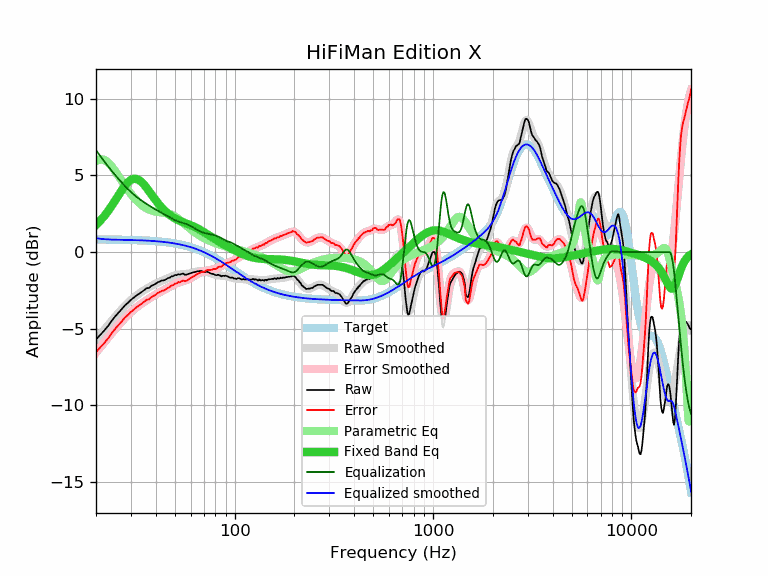 HiFiMan Edition X
Amplitude (dBr)
10
5
0
−5
−10
−15
Target
Raw Smoothed
Error Smoothed
Raw
Error
Parametric Eq
Fixed Band Eq
Equalization
Equalized smoothed
100
1000
10000
Frequency (Hz)